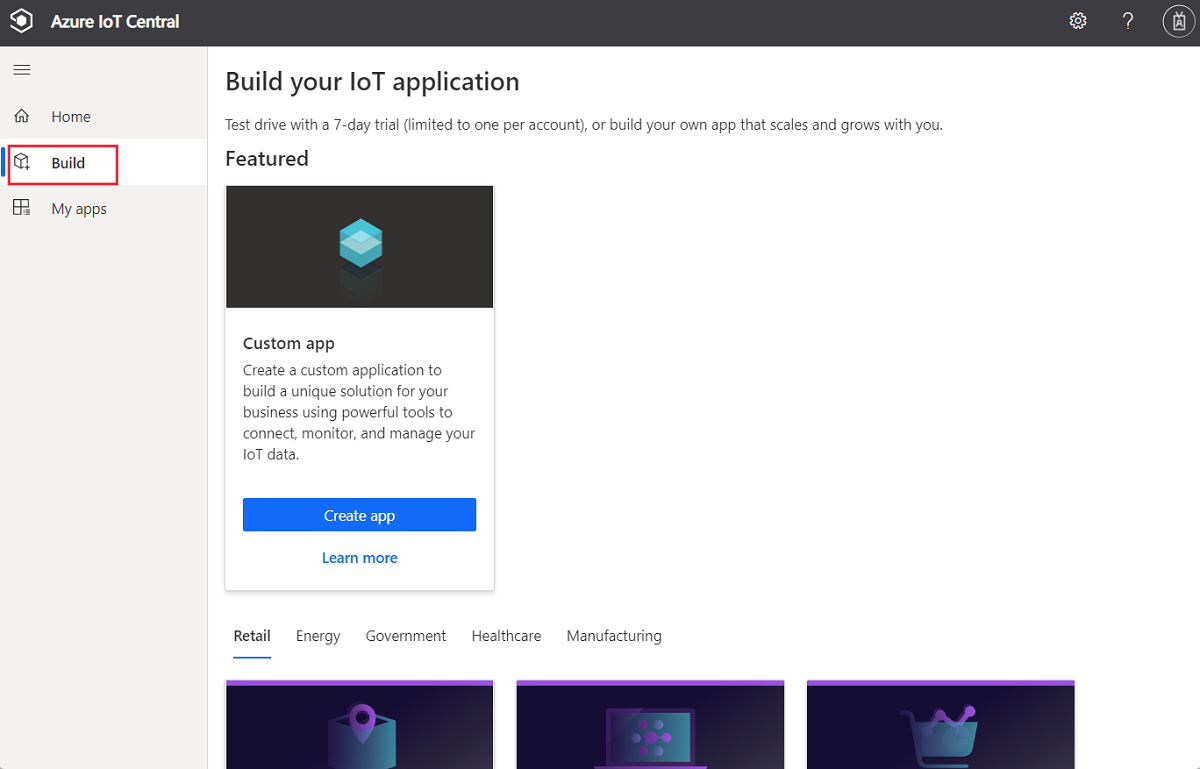 Azure IoT Central
?
Home
Build
My apps
Build your IoT application
Test drive with a 7-day trial (limited to one per account), or build your own app that scales and grows with you.
Featured
Custom app
Create a custom application to
build a unique solution for your
business using powerful tools to
connect, monitor, and manage your
IoT data.
Create app
Learn more
Retail Energy Government Healthcare Manufacturing